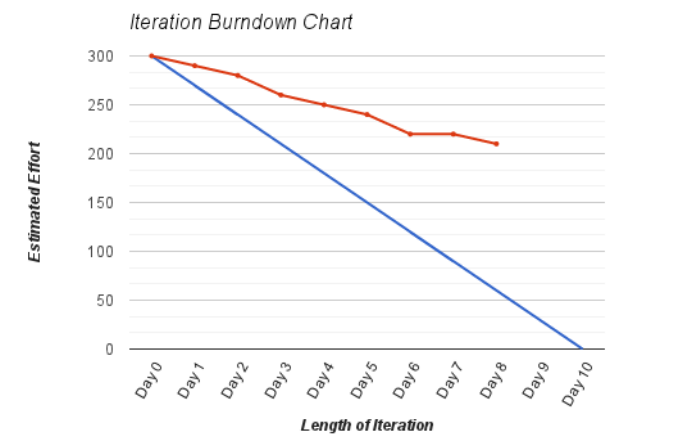 Iteration Burndown Chart
300
250
200
150
100
50
0
Estimated Effort
Day 0
Day 1
Day 2
Day 3
Day 4
Day 5
Day 6
Day 7
Day 8
Day 9
Day 10
Length of Iteration